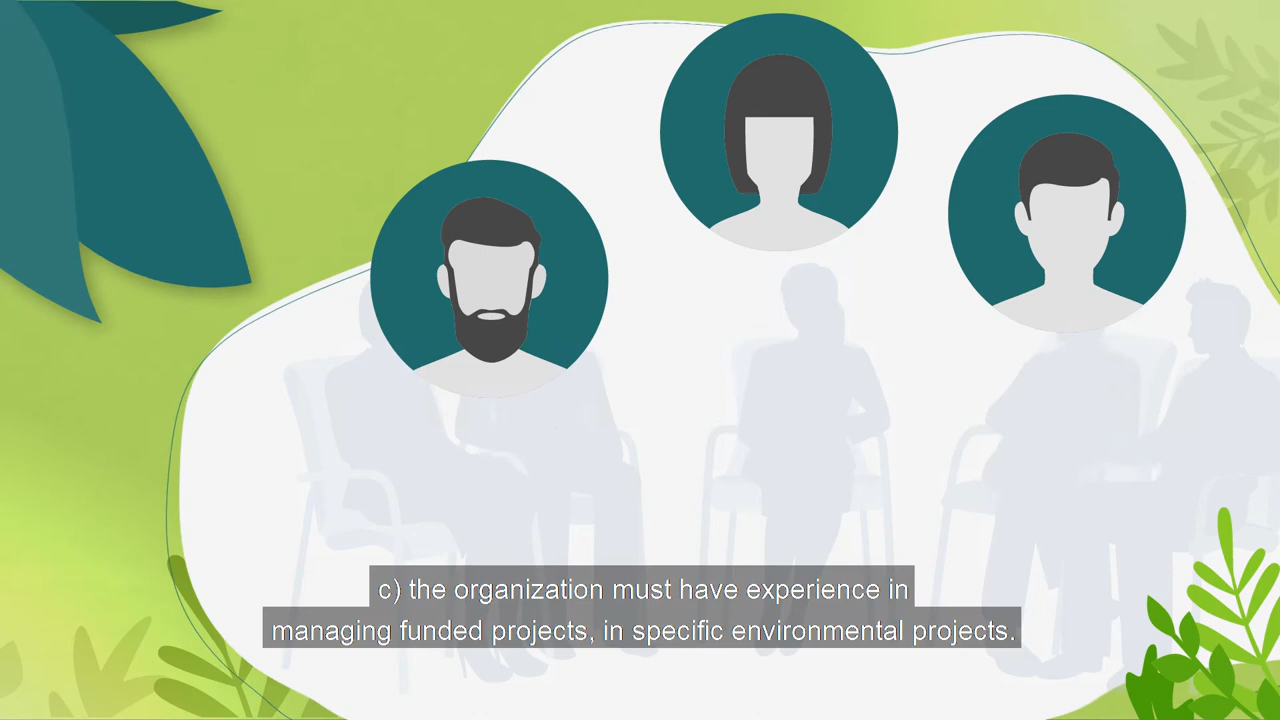 c) the organization must have experience in
managing funded projects, in specific environmental projects.